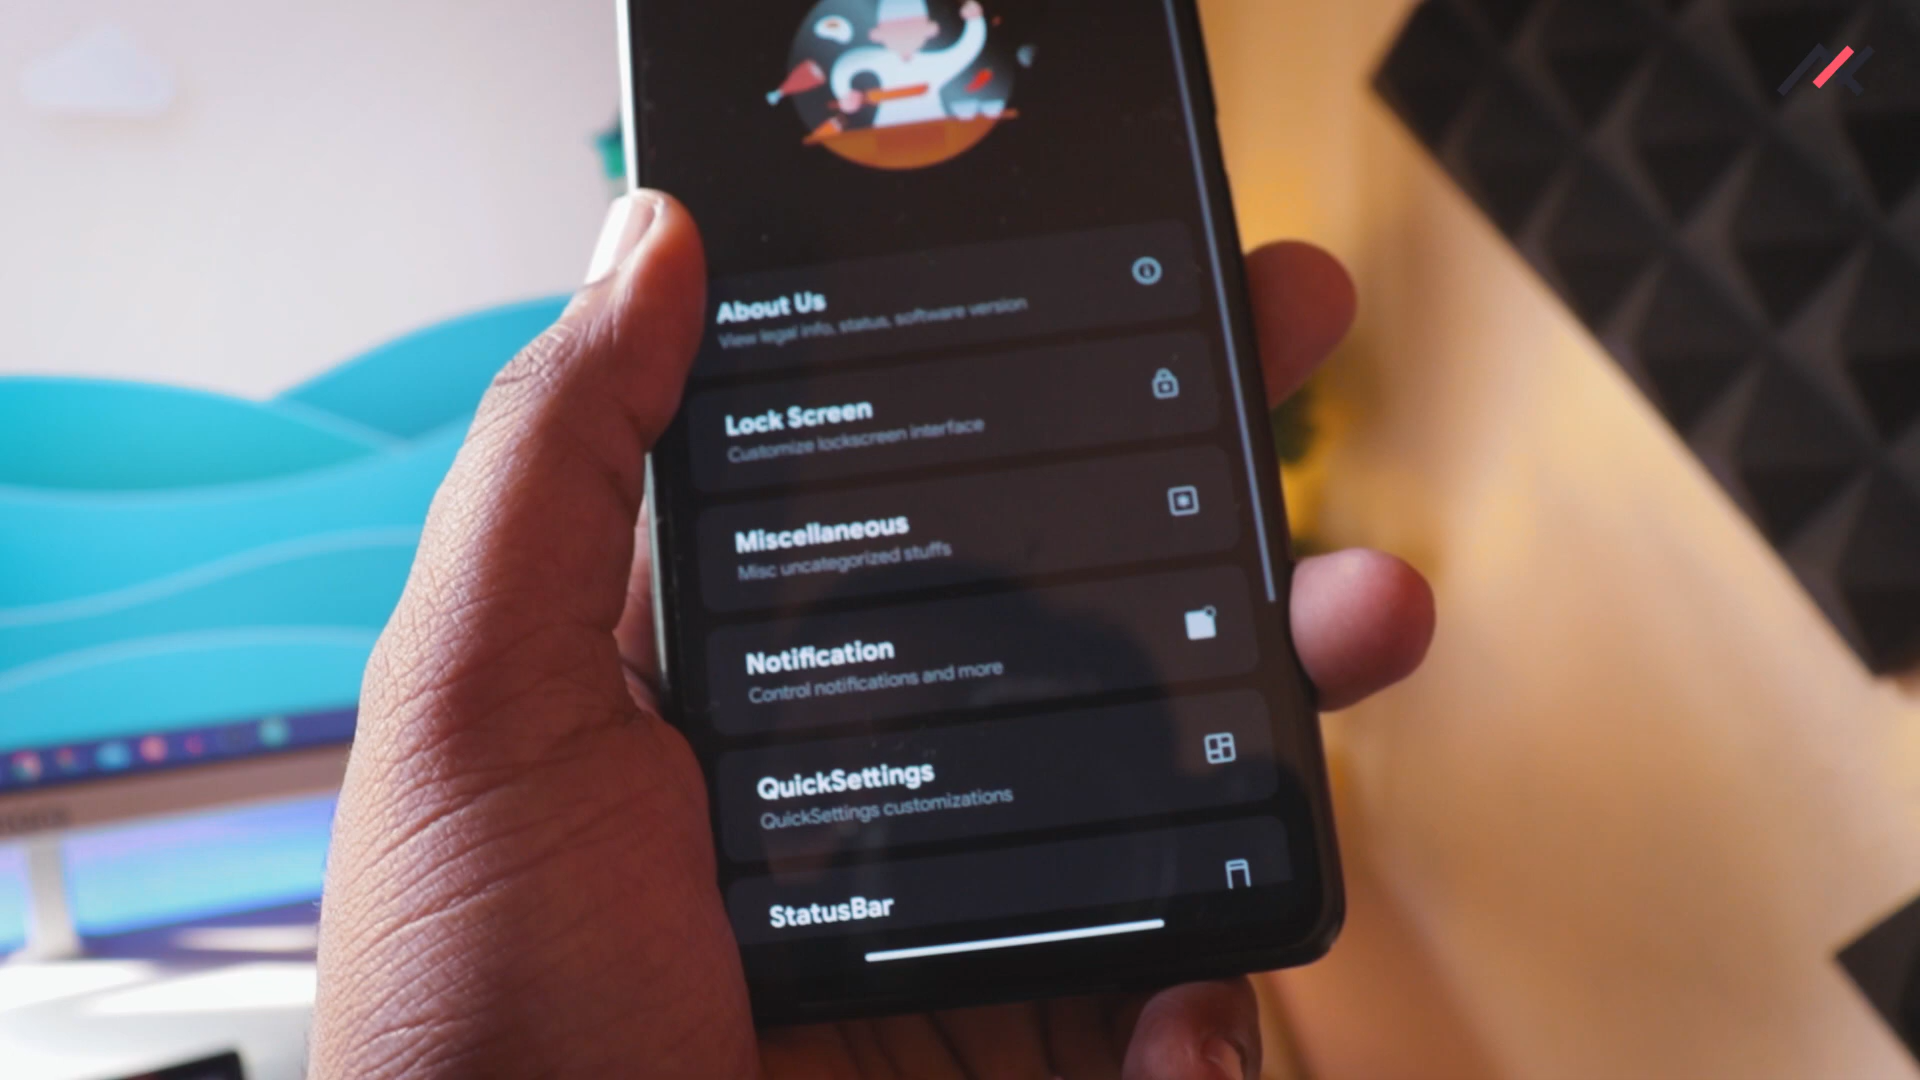 About Us
View legal info, status, software version
Lock Screen
Customize lockscreen interface
Miscellaneous
Misc uncategorized stuffs
Notification
Control notifications and more
QuickSettings
QuickSettings customizations
StatusBar